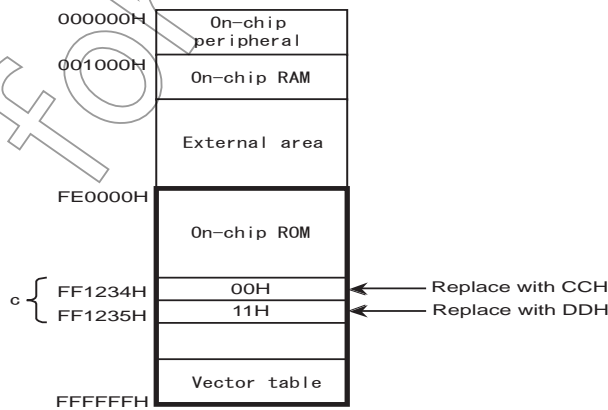 000000H
On-chip
peripheral
001000H
On-chip RAM
External area
FE0000H
On-chip ROM
c
FF1234H 00H Replace with CCH
FF1235H 11H Replace with DDH
Vector table
FFFFFFH
for